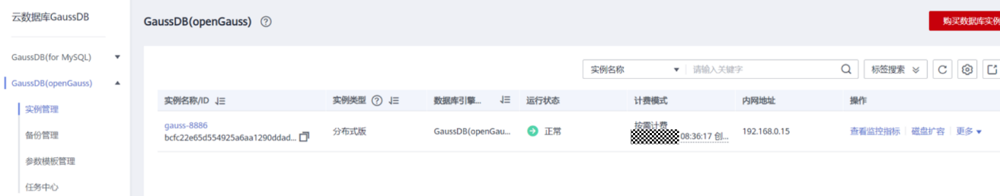 云数据库GaussDB
GaussDB(openGauss)
购买数据库实例
GaussDB(for MySQL)
GaussDB(openGauss)
实例管理
备份管理
参数模板管理
任务中心
实例名称 请输入关键字 标签搜索
实例名称/ID 实例类型 数据库引擎... 运行状态 计费模式 内网地址 操作
gauss-8886
bcfc22e65d554925a6aa1290ddad...
分布式版
GaussDB(openGau...
正常
按需计费
08:36:17 创...
192.168.0.15
查看监控指标 磁盘扩容 更多